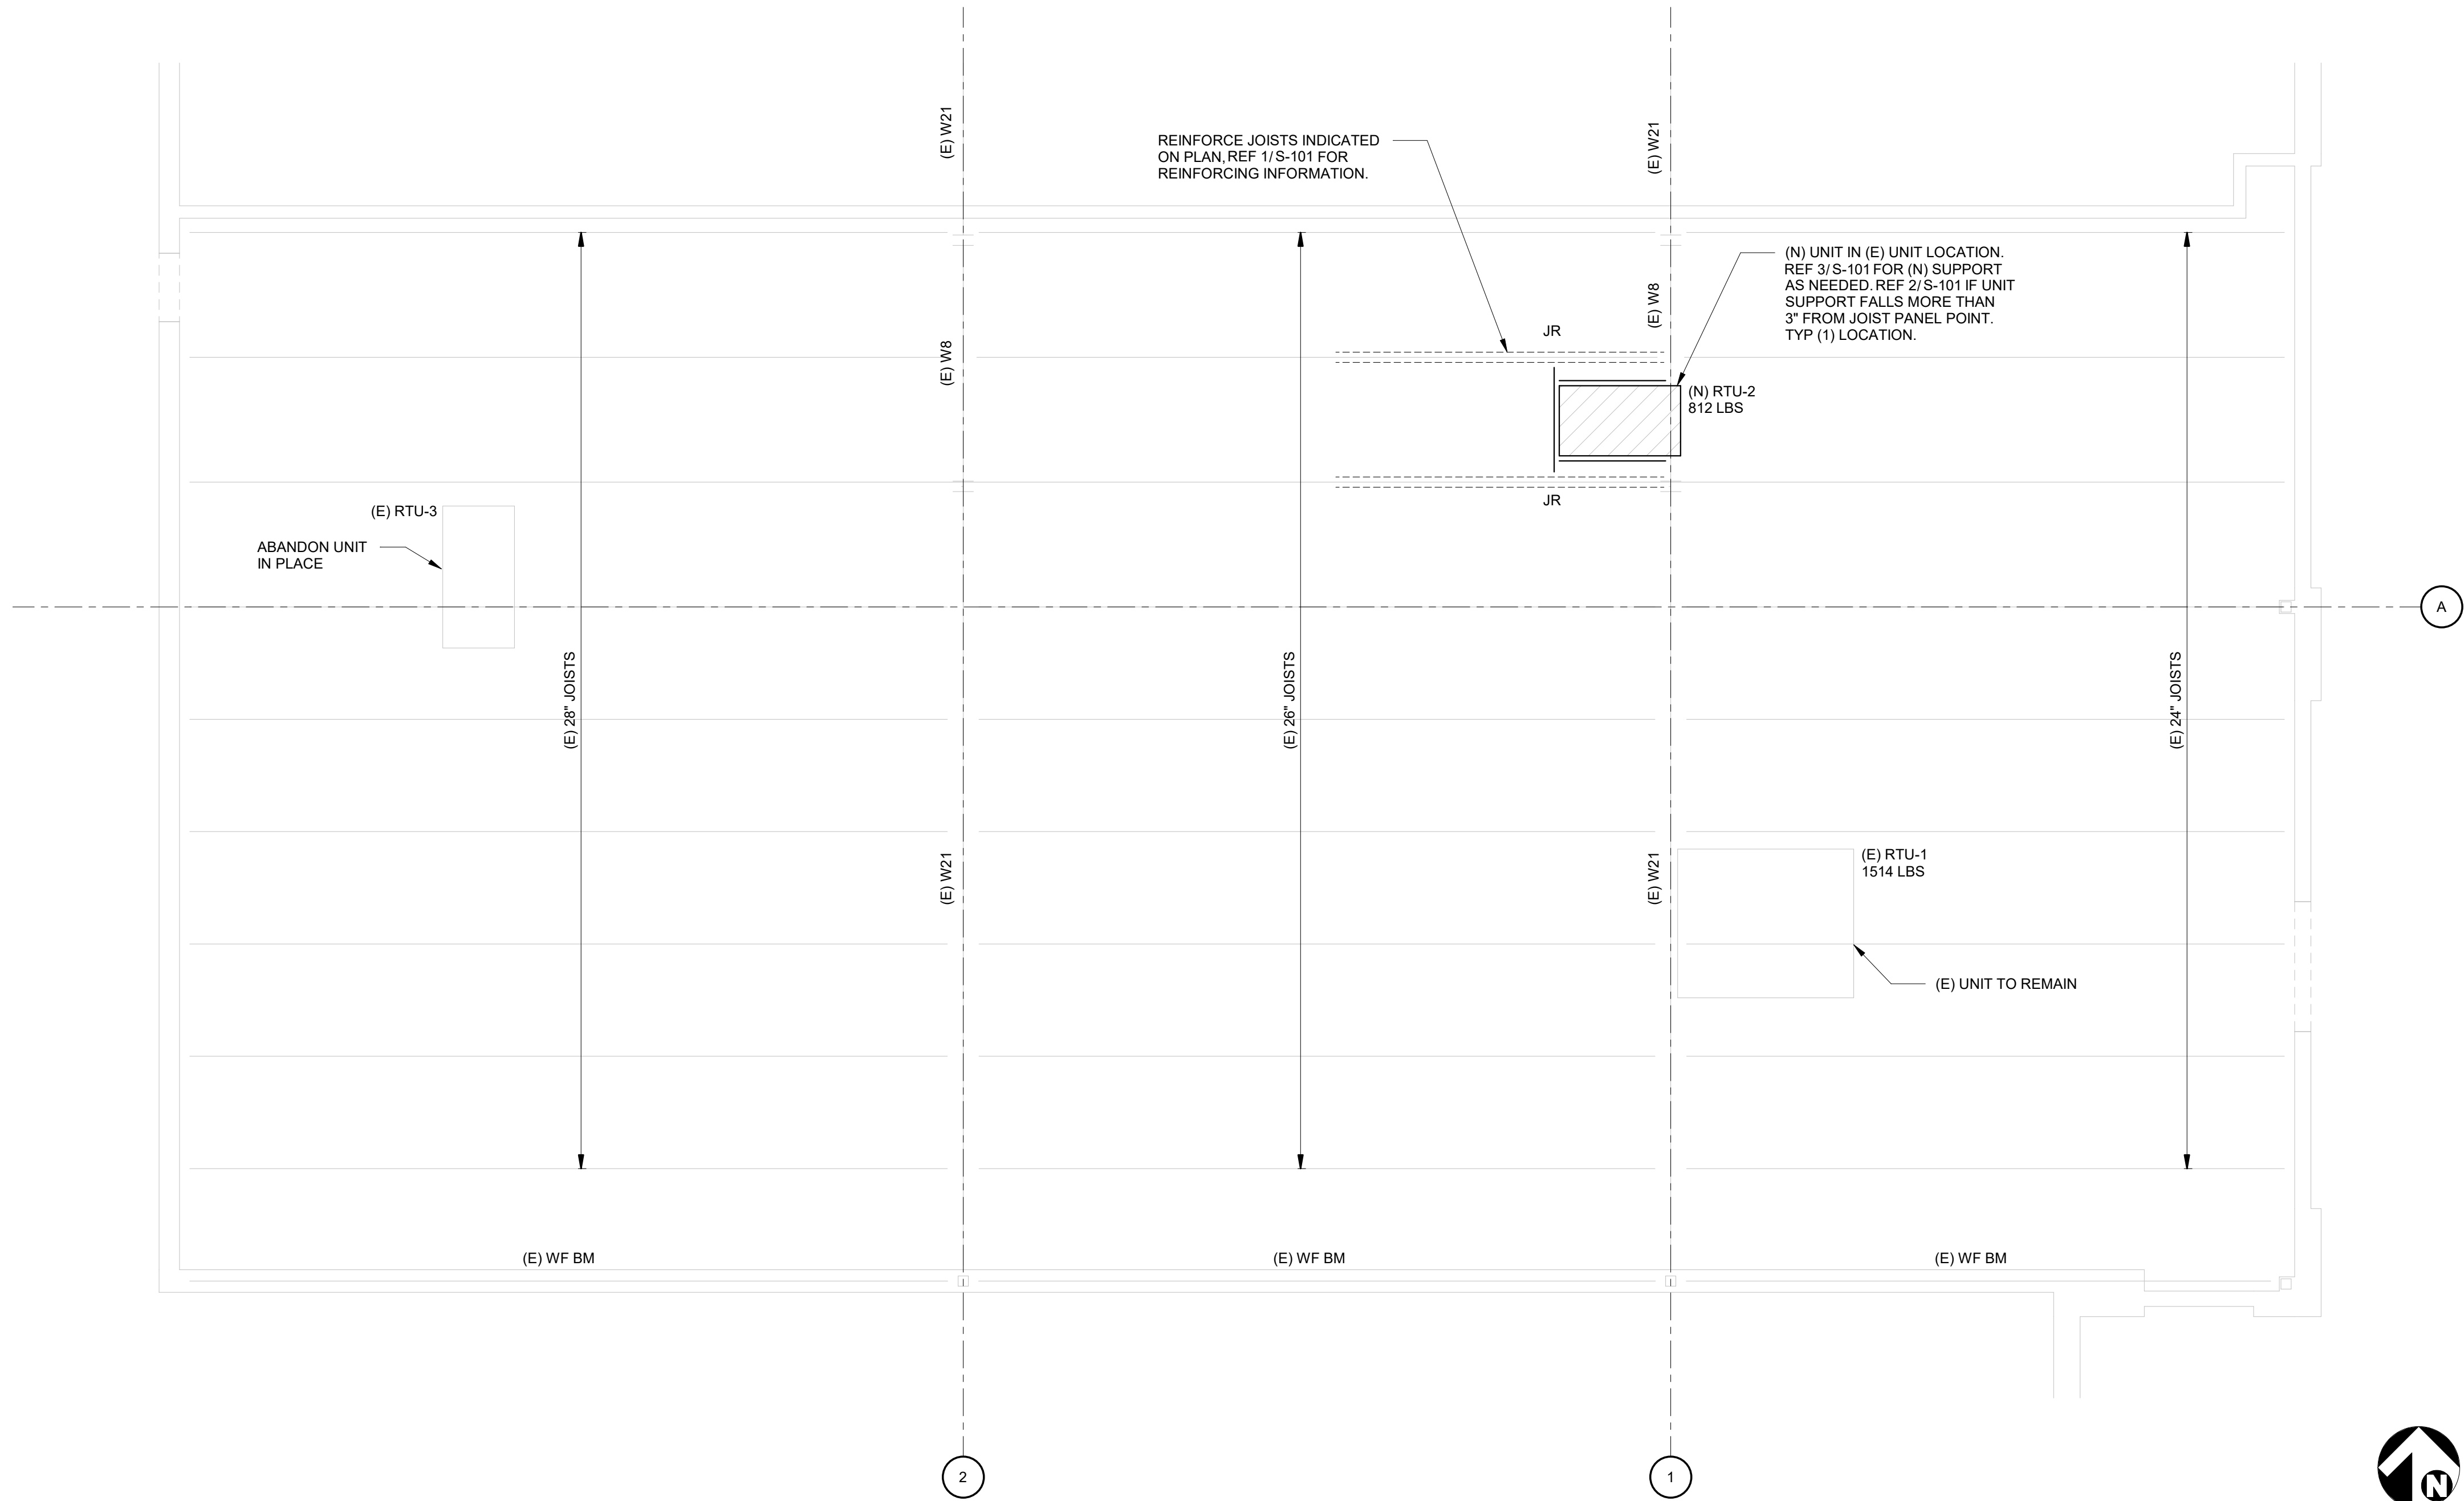 (E) W21
(E) W21
REINFORCE JOISTS INDICATED
ON PLAN, REF 1/S-101 FOR
REINFORCING INFORMATION.
(N) UNIT IN (E) UNIT LOCATION.
REF 3/S-101 FOR (N) SUPPORT
AS NEEDED. REF 2/S-101 IF UNIT
SUPPORT FALLS MORE THAN
3" FROM JOIST PANEL POINT.
TYP (1) LOCATION.
(E) W8
(E) W8
JR
(N) RTU-2
812 LBS
JR
(E) RTU-3
ABANDON UNIT
IN PLACE
A
(E) 28" JOISTS
(E) 26" JOISTS
(E) 24" JOISTS
(E) W21
(E) W21
(E) RTU-1
1514 LBS
(E) UNIT TO REMAIN
(E) WF BM
(E) WF BM
(E) WF BM
2
1
N